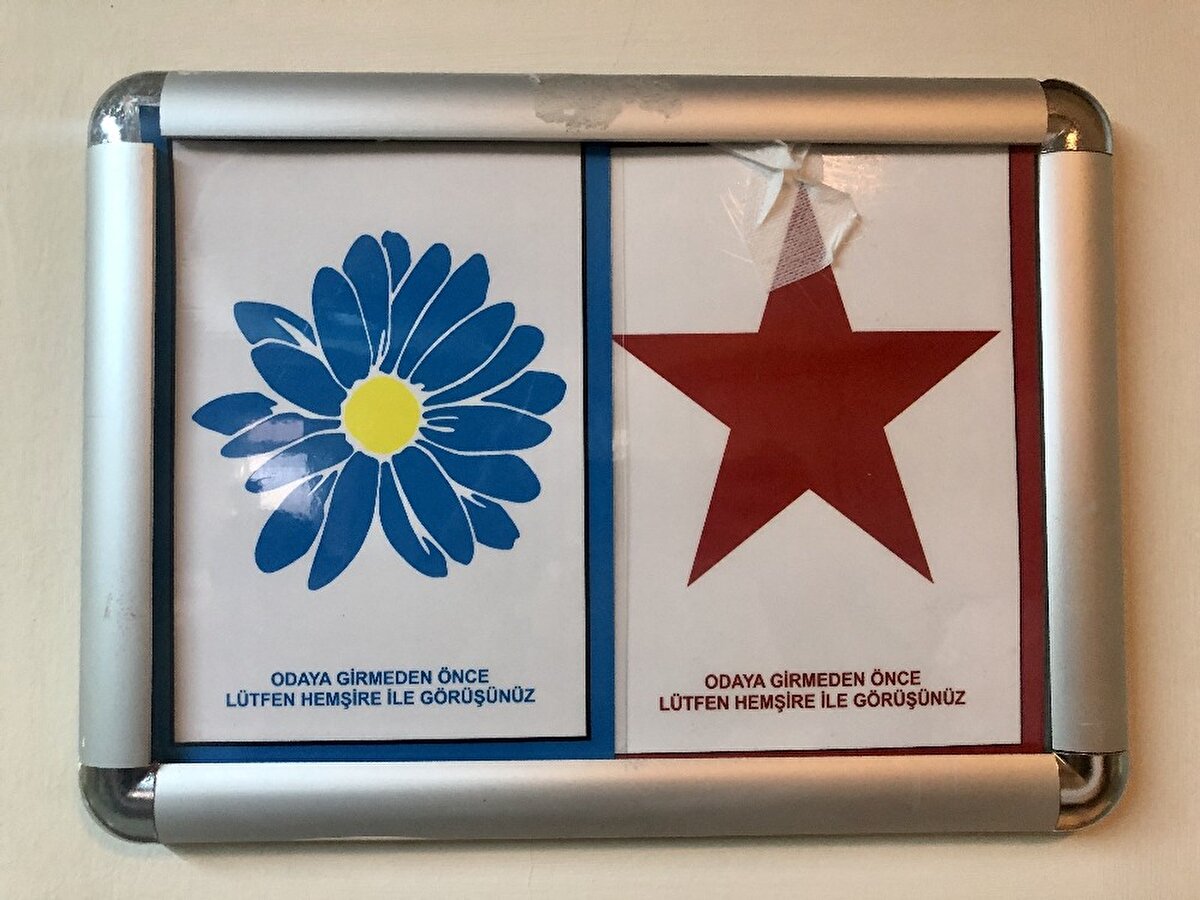 ODAYA GİRMEDEN ÖNCE
LÜTFEN HEMŞİRE İLE GÖRÜŞÜNÜZ
ODAYA GİRMEDEN ÖNCE
LÜTFEN HEMŞİRE İLE GÖRÜŞÜNÜZ